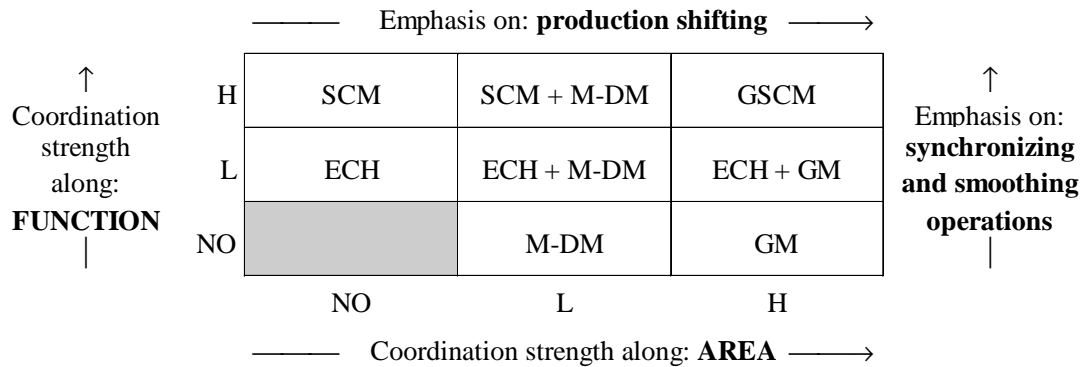 Emphasis on: production shifting
H SCM SCM + M-DM GSCM
L ECH ECH + M-DM ECH + GM
NO M-DM GM
NO L H
Coordination strength along: AREA
Coordination
strength
along:
FUNCTION
Emphasis on:
synchronizing
and smoothing
operations